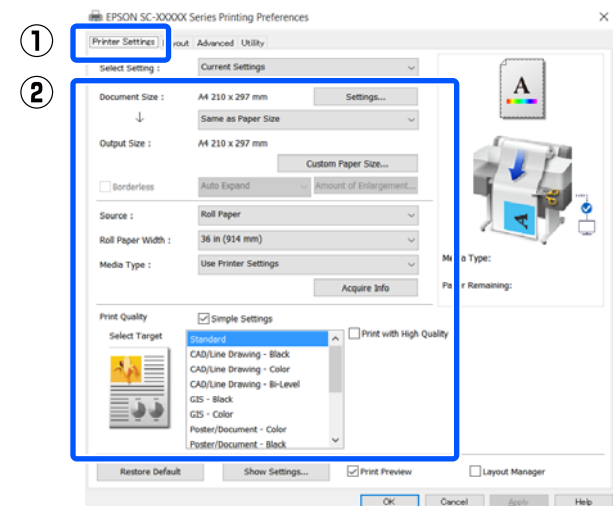 EPSON SC-XXXXX Series Printing Preferences
1
Printer Settings yout Advanced Utility
Select Setting : Current Settings
2
Document Size : A4 210 x 297 mm Settings...
Same as Paper Size
Output Size : A4 210 x 297 mm
Custom Paper Size...
Borderless Auto Expand Amount of Enlargement...
Source : Roll Paper
Roll Paper Width : 36 in (914 mm)
Media Type : Use Printer Settings
Acquire Info
A
A
Me a Type:
Pa r Remaining:
Print Quality Simple Settings
Select Target
Print with High Quality
Standard
CAD/Line Drawing - Black
CAD/Line Drawing - Color
CAD/Line Drawing - Bi-Level
GIS - Black
GIS - Color
Poster/Document - Color
Poster/Document - Black
Restore Default Show Settings... Print Preview Layout Manager
OK Cancel Apply Help